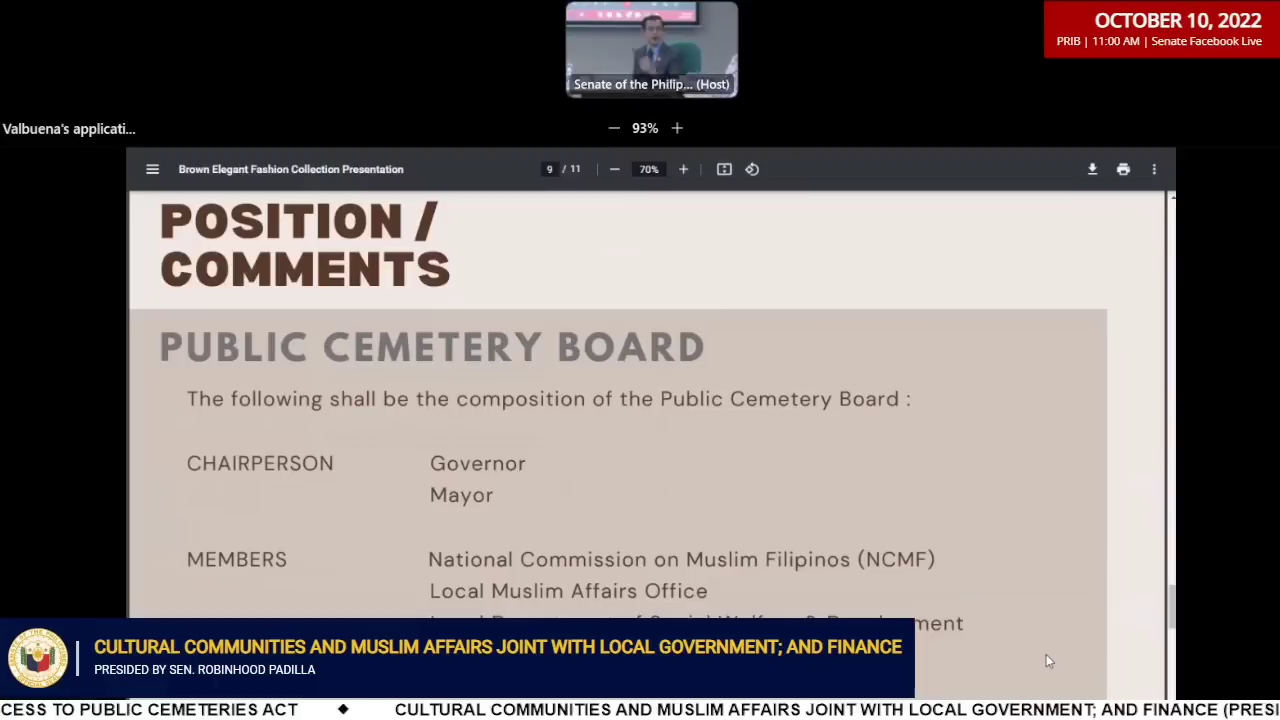 OCTOBER 10, 2022
PRIB | 11:00 AM | Senate Facebook Live
Senate of the Philip... (Host)
Valbuena's applicati...
93%
Brown Elegant Fashion Collection Presentation
9 / 11
70%
POSITION /
COMMENTS
PUBLIC CEMETERY BOARD
The following shall be the composition of the Public Cemetery Board :
CHAIRPERSON Governor
Mayor
MEMBERS National Commission on Muslim Filipinos (NCMF)
Local Muslim Affairs Office
CULTURAL COMMUNITIES AND MUSLIM AFFAIRS JOINT WITH LOCAL GOVERNMENT; AND FINANCE
PRESIDED BY SEN. ROBINHOOD PADILLA
CESS TO PUBLIC CEMETERIES ACT ◆ CULTURAL COMMUNITIES AND MUSLIM AFFAIRS JOINT WITH LOCAL GOVERNMENT; AND FINANCE (PRESI